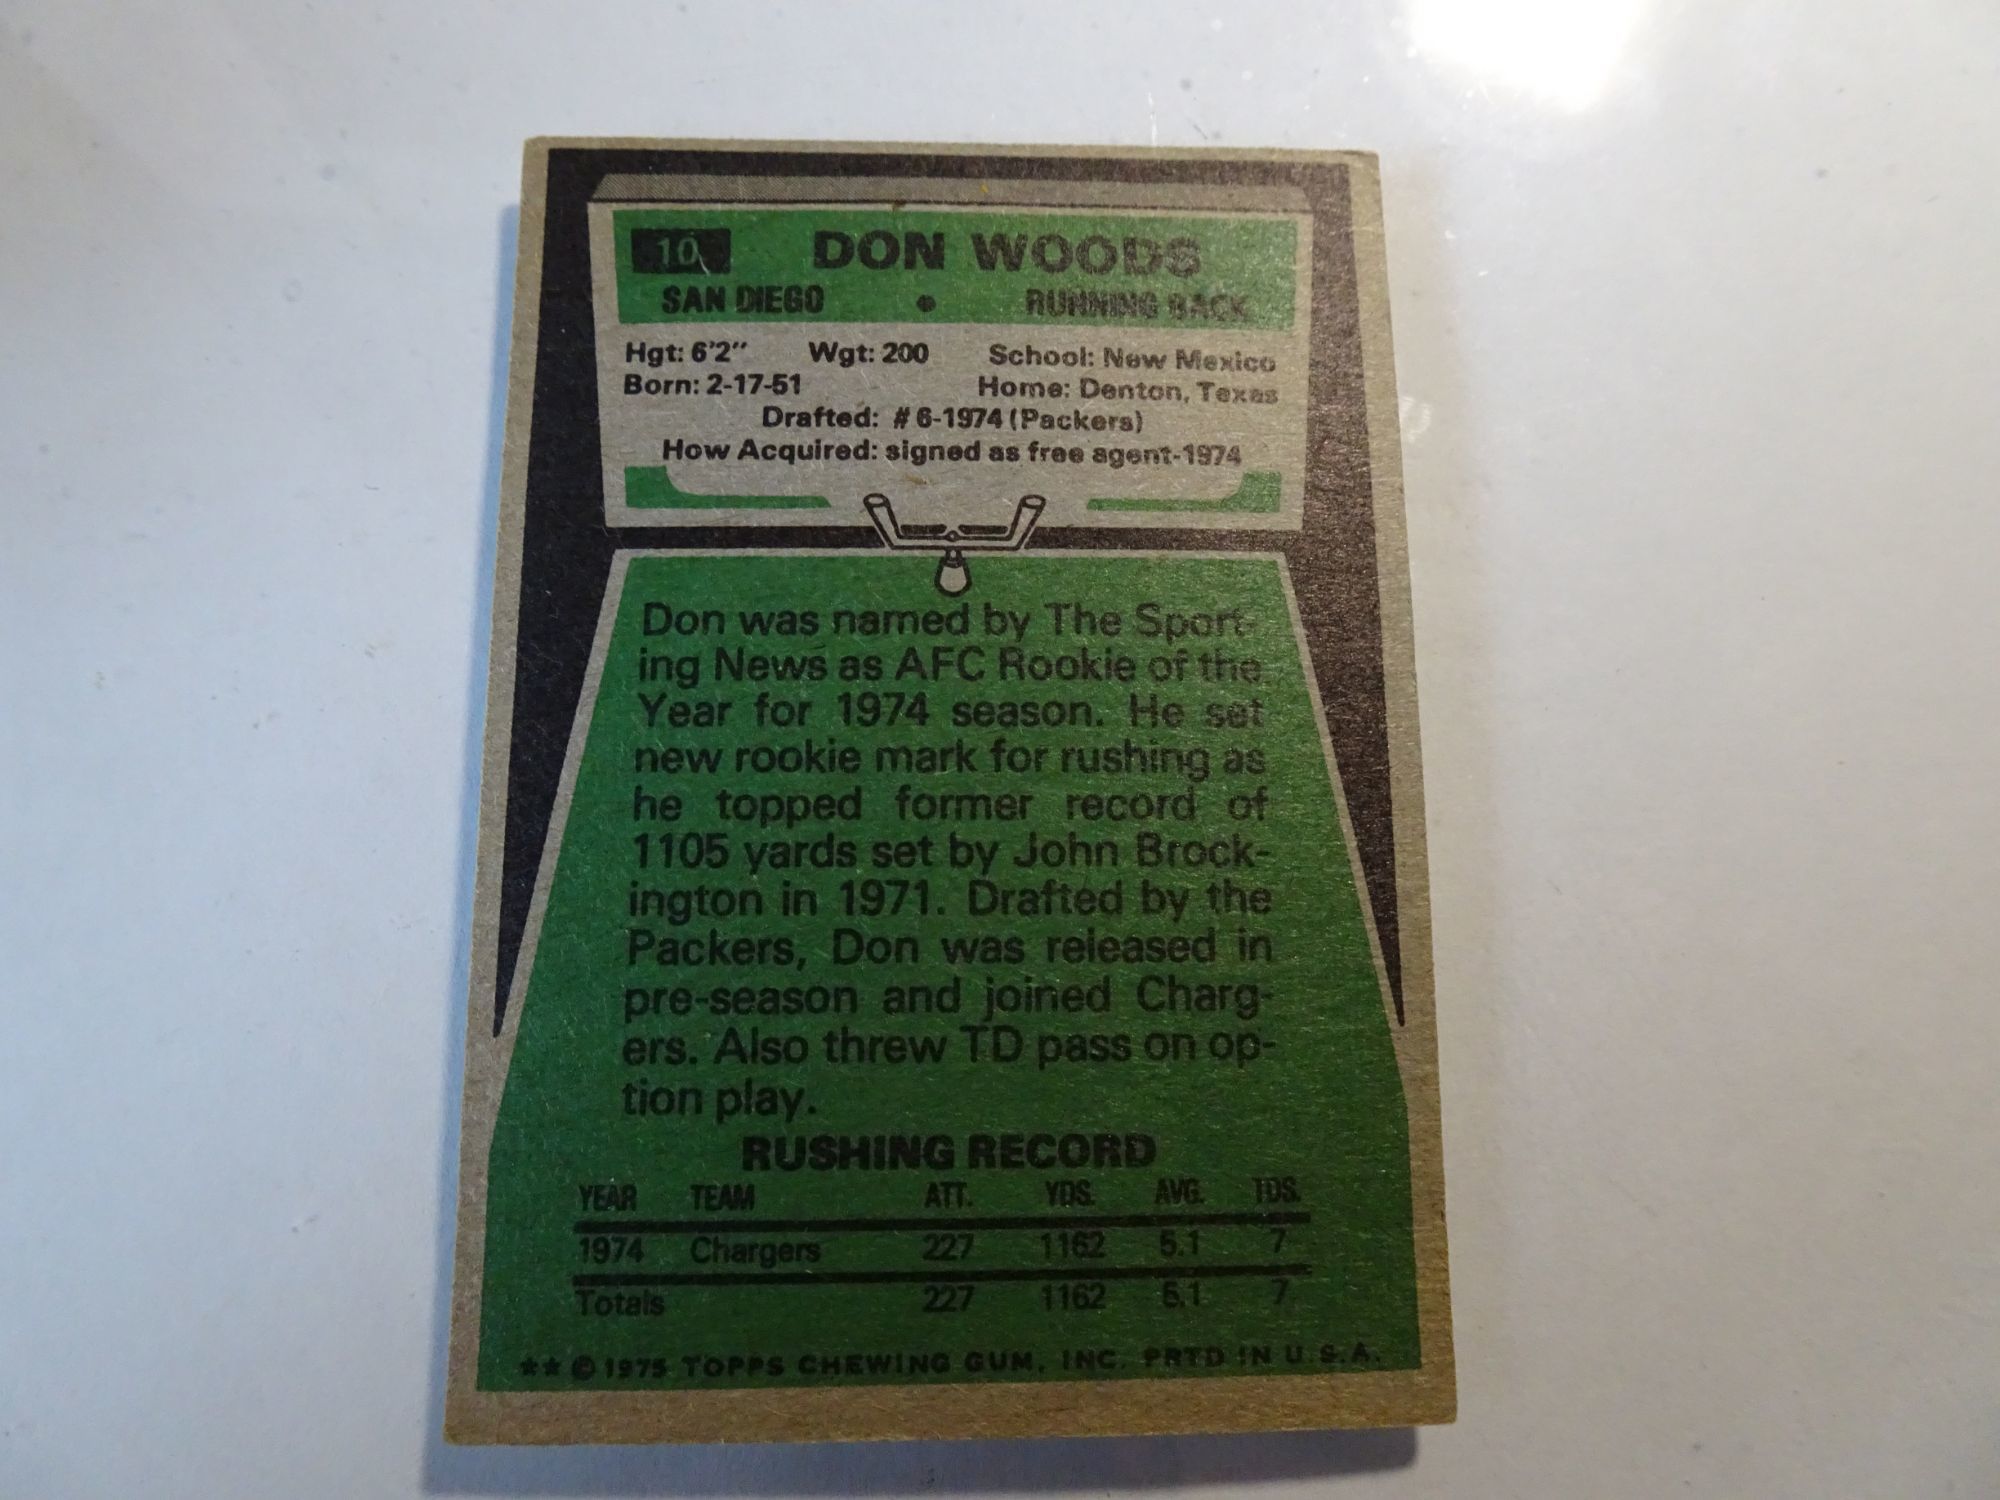 10 DON WOODS
SAN DIEGO • RUNNING BACK
Hgt: 6'2" Wgt: 200 School: New Mexico
Born: 2-17-51 Home: Denton, Texas
Drafted: #6-1974 (Packers)
How Acquired: signed as free agent-1974
Don was named by The Sport-
ing News as AFC Rookie of the
Year for 1974 season. He set
new rookie mark for rushing as
he topped former record of
1105 yards set by John Brock-
ington in 1971. Drafted by the
Packers, Don was released in
pre-season and joined Charg-
ers. Also threw TD pass on op-
tion play.
RUSHING RECORD
YEAR TEAM ATT. YDS. AVG. TDS.
1974 Chargers 227 1162 5.1 7
Totals 227 1162 5.1 7
** © 1975 TOPPS CHEWING GUM, INC. PRTD IN U.S.A.